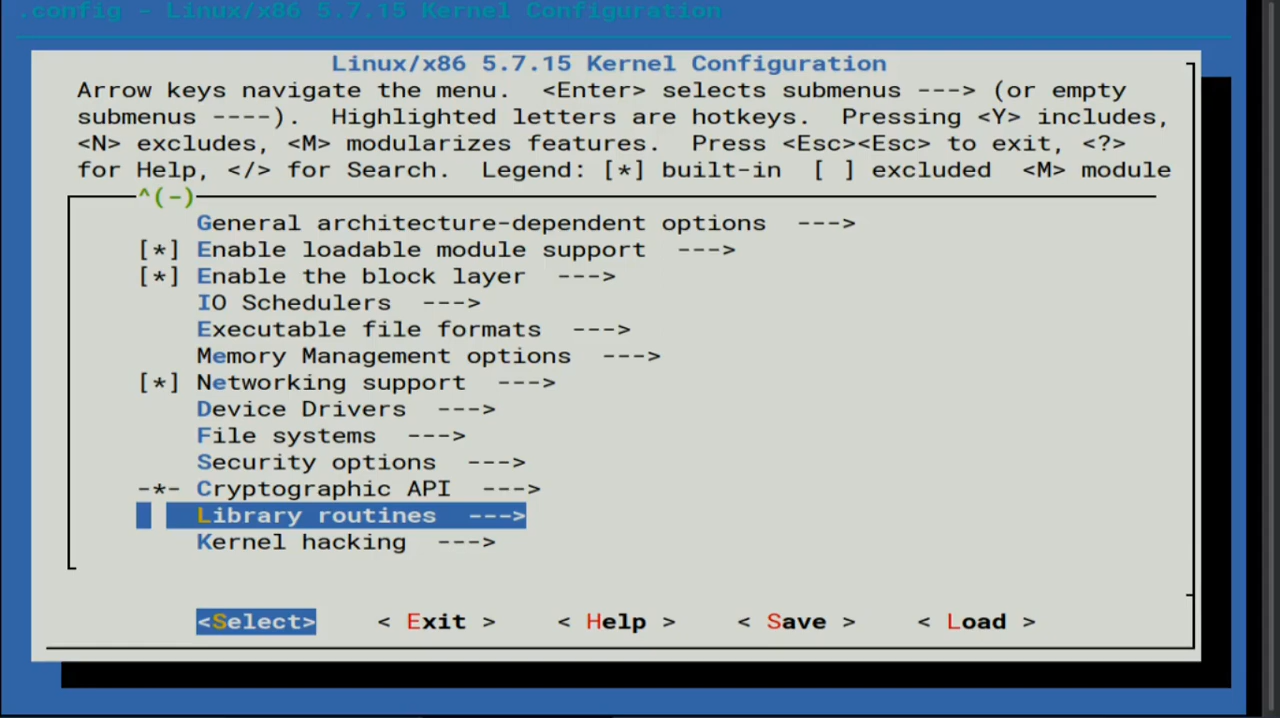 .config - Linux/x86 5.7.15 Kernel Configuration
Linux/x86 5.7.15 Kernel Configuration
Arrow keys navigate the menu.  <Enter> selects submenus ---> (or empty
submenus ----).  Highlighted letters are hotkeys.  Pressing <Y> includes,
<N> excludes, <M> modularizes features.  Press <Esc><Esc> to exit, <?>
for Help, </> for Search.  Legend: [*] built-in  [ ] excluded  <M> module
^(-)
General architecture-dependent options  --->
[*] Enable loadable module support  --->
[*] Enable the block layer  --->
IO Schedulers  --->
Executable file formats  --->
Memory Management options  --->
[*] Networking support  --->
Device Drivers  --->
File systems  --->
Security options  --->
-*- Cryptographic API  --->
Library routines  --->
Kernel hacking  --->
<Select>    < Exit >    < Help >    < Save >    < Load >